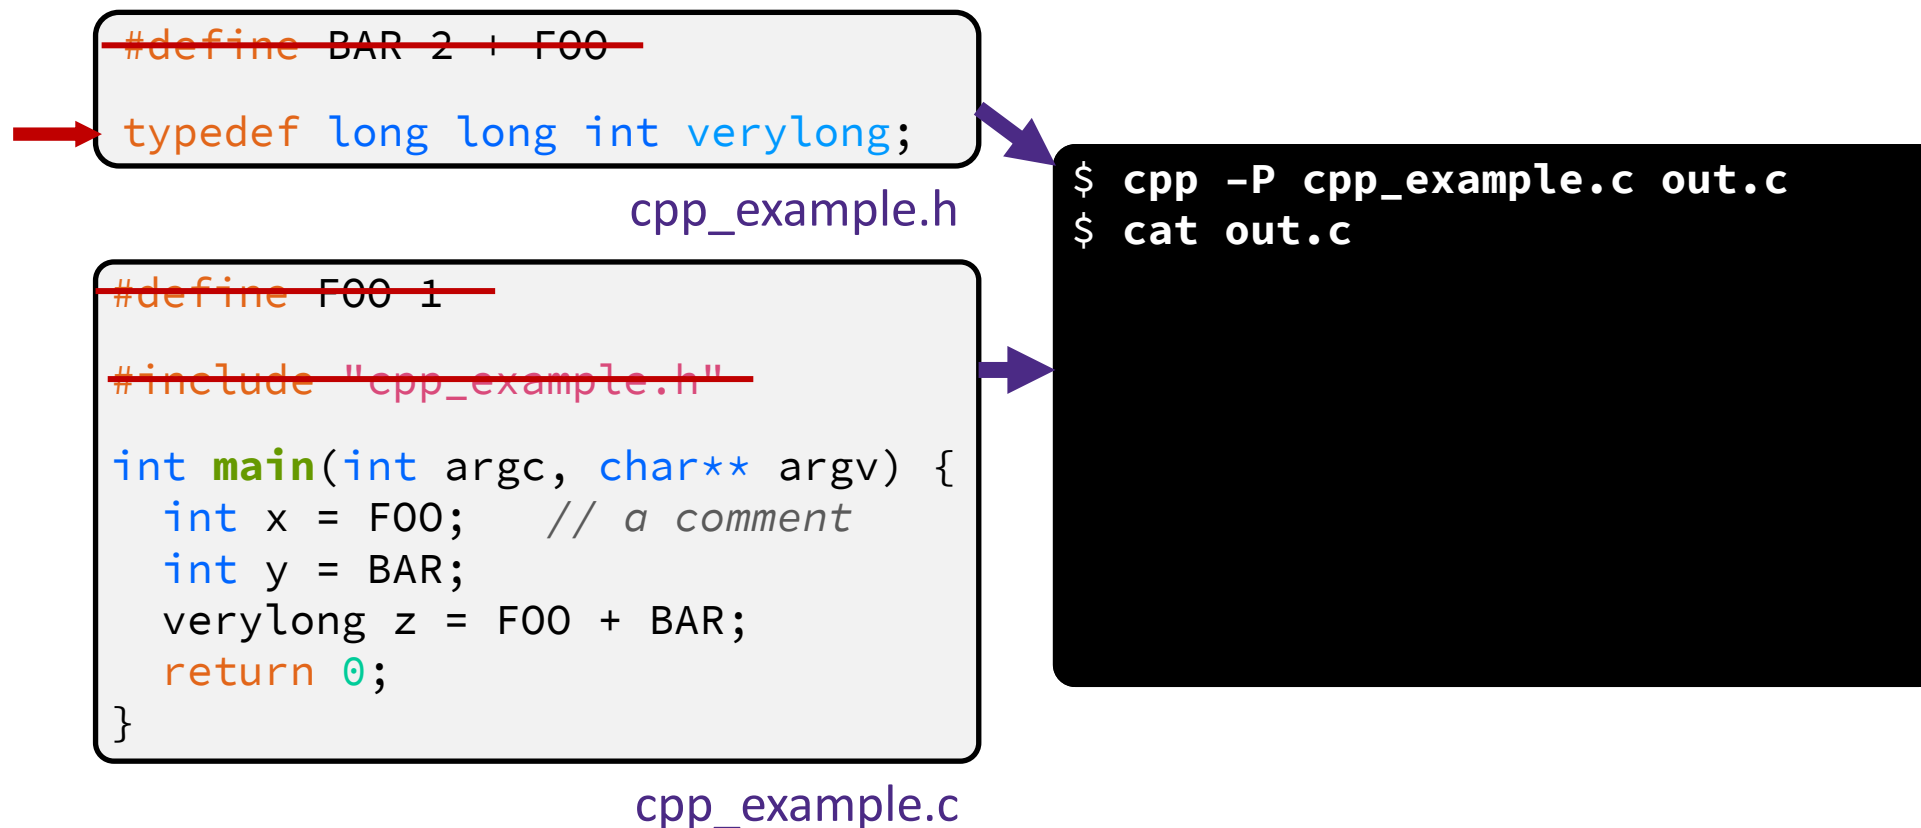 #define BAR 2 + FOO
typedef long long int verylong;
cpp_example.h
#define FOO 1
#include "cpp_example.h"
int main(int argc, char** argv) {
  int x = FOO;   // a comment
  int y = BAR;
  verylong z = FOO + BAR;
  return 0;
}
cpp_example.c
$ cpp –P cpp_example.c out.c
$ cat out.c